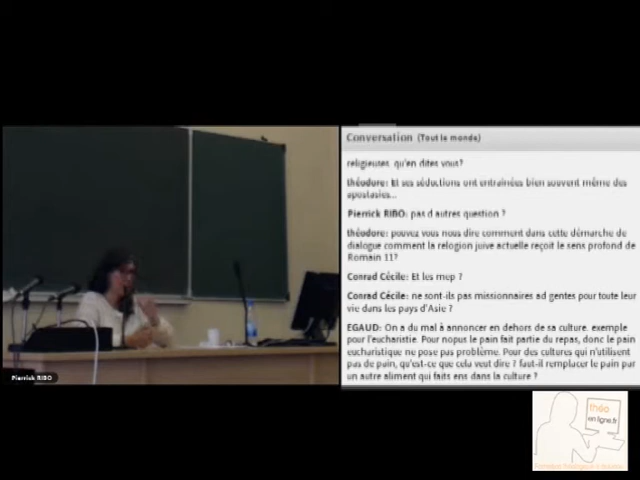 Conversation (Tout le monde)
religieuses qu'en dites vous?
théodore: Et ses séductions ont entrainées bien souvent même des
apostasies...
Pierrick RIBO: pas d autres question ?
théodore: pouvez vous nous dire comment dans cette démarche de
dialogue comment la relogion juive actuelle reçoit le sens profond de
Romain 11?
Conrad Cécile: Et les mep ?
Conrad Cécile: ne sont-ils pas missionnaires ad gentes pour toute leur
vie dans les pays d'Asie ?
EGAUD: On a du mal à annoncer en dehors de sa culture. exemple
pour l'eucharistie. Pour nopus le pain fait partie du repas, donc le pain
eucharistique ne pose pas problème. Pour des cultures qui n'utilisent
pas de pain, qu'est-ce que cela veut dire ? faut-il remplacer le pain par
un autre aliment qui faits ens dans la culture ?
Pierrick RIBO
théo
en ligne.fr